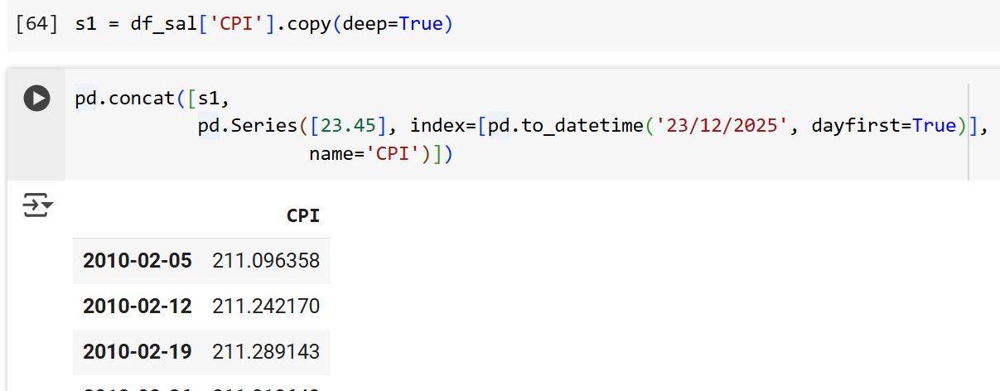 [64] s1 = df_sal['CPI'].copy(deep=True)
pd.concat([s1,
pd.Series([23.45], index=[pd.to_datetime('23/12/2025', dayfirst=True)],
name='CPI')])
CPI
2010-02-05 211.096358
2010-02-12 211.242170
2010-02-19 211.289143